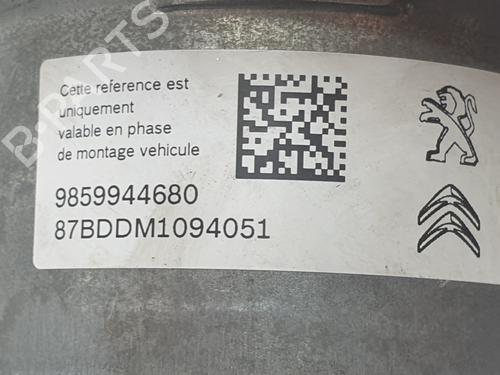 B-PARTS
Cette reference est
uniquement
valable en phase
de montage vehicule
9859944680
87BDDM1094051